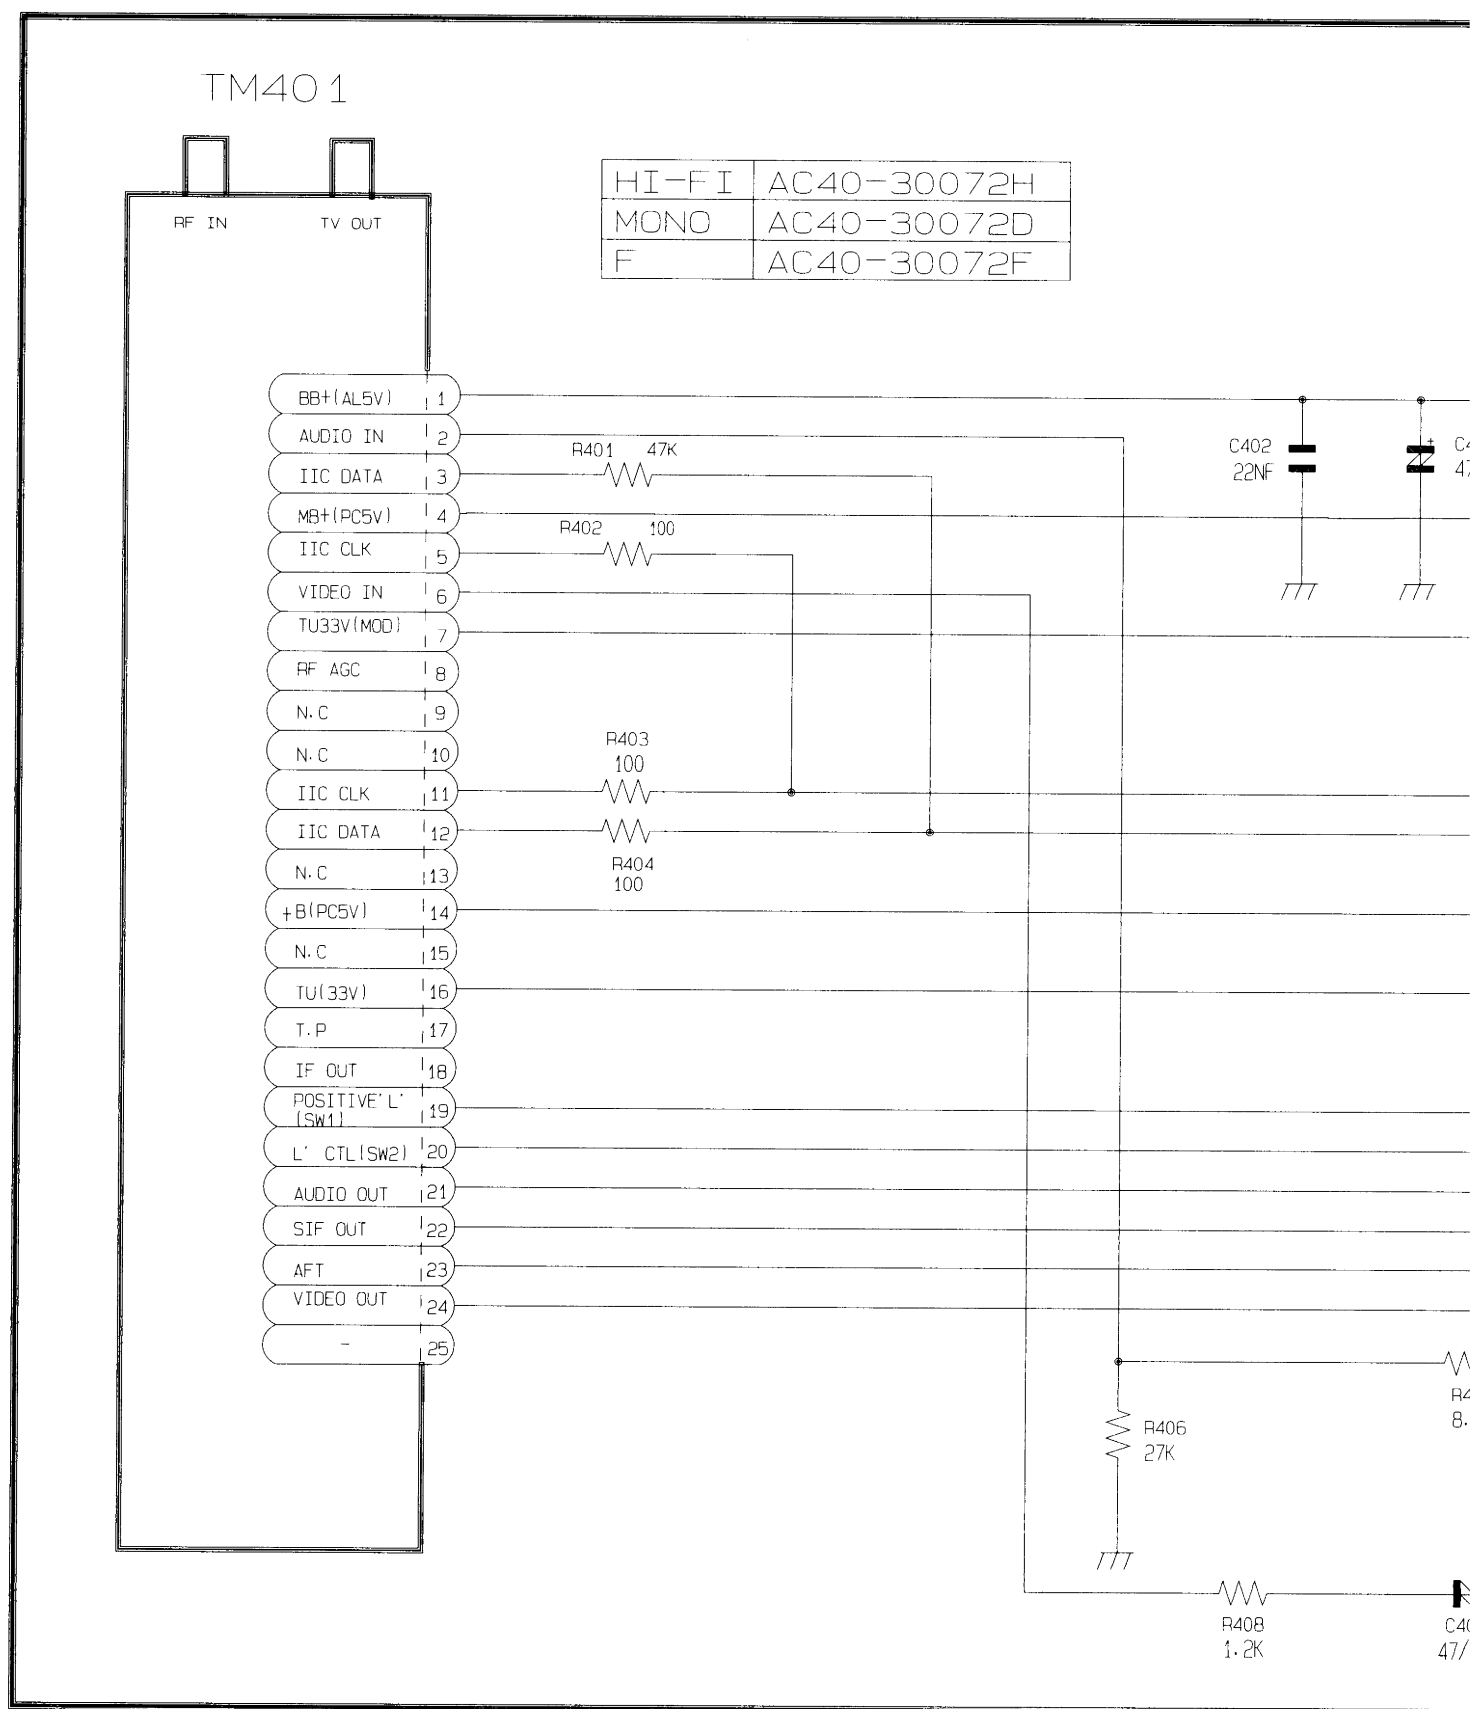 TM401
RF IN TV OUT
HI-FI AC40-30072H
MONO AC40-30072D
F AC40-30072F
BB+(AL5V) 1
AUDIO IN 2
IIC DATA 3
MB+(PC5V) 4
IIC CLK 5
VIDEO IN 6
TU33V(MOD) 7
RF AGC 8
N.C 9
N.C 10
IIC CLK 11
IIC DATA 12
N.C 13
+B(PC5V) 14
N.C 15
TU(33V) 16
T.P 17
IF OUT 18
POSITIVE'L'
(SW1) 19
L' CTL(SW2) 20
AUDIO OUT 21
SIF OUT 22
AFT 23
VIDEO OUT 24
- 25
R401 47K
R402 100
R403
100
R404
100
C402
22NF
+
R406
27K
R408
1.2K